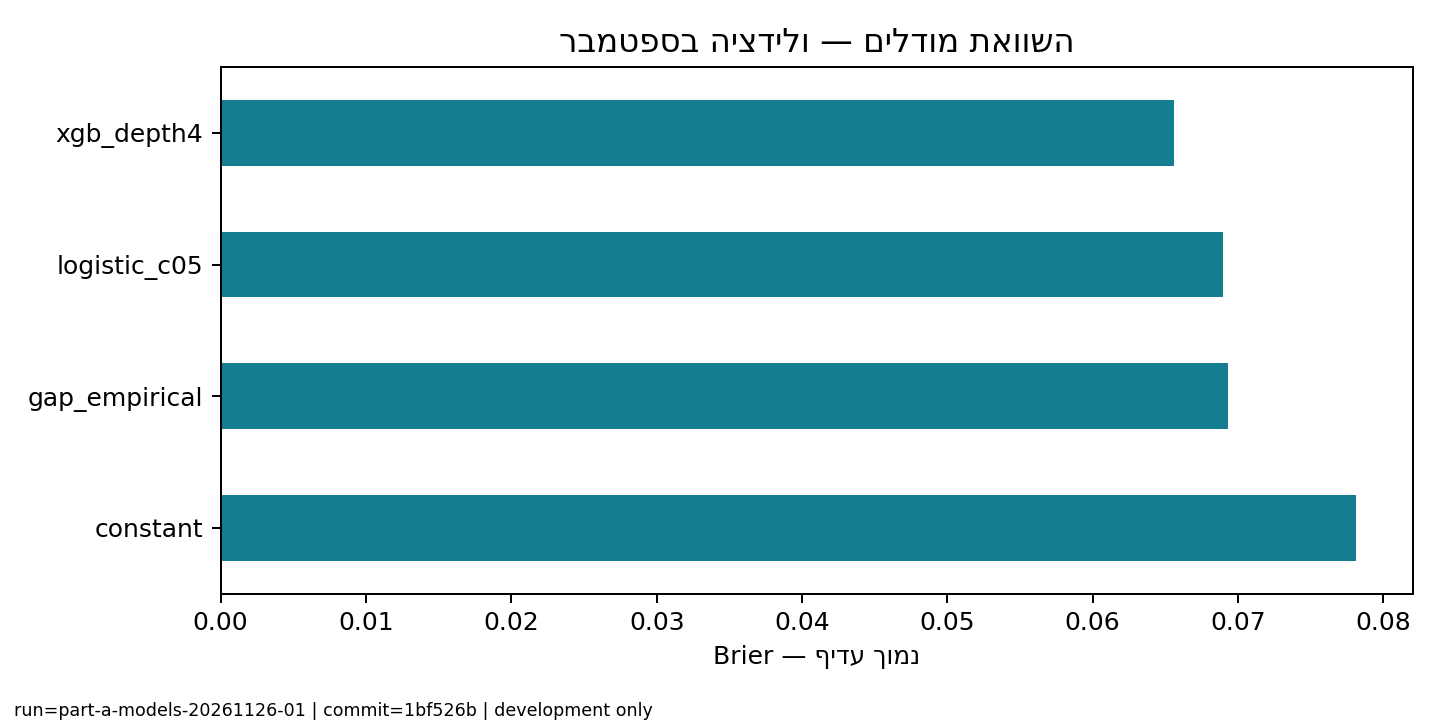 השוואת מודלים — ולידציה בספטמבר
xgb_depth4
logistic_c05
gap_empirical
constant
0.00 0.01 0.02 0.03 0.04 0.05 0.06 0.07 0.08
Brier — נמוך עדיף
run=part-a-models-20261126-01 | commit=1bf526b | development only